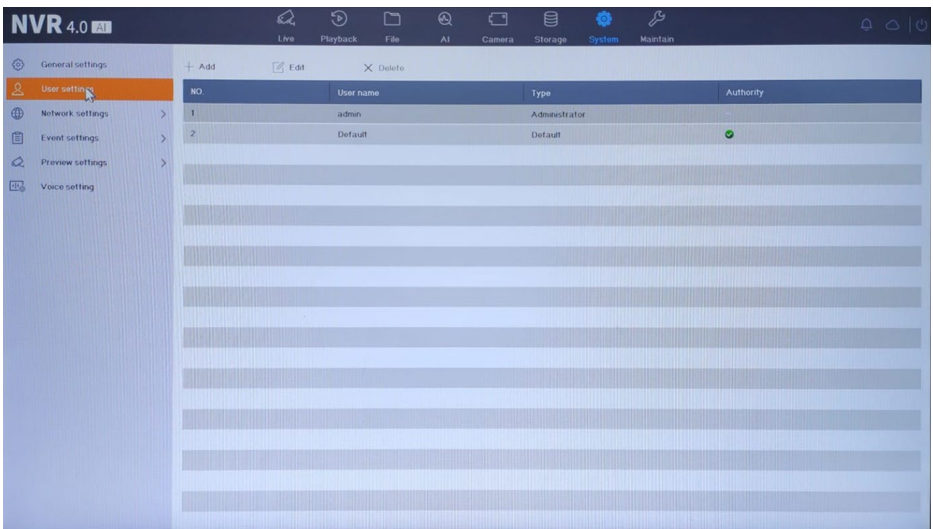 NVR 4.0 AI
Live Playback File AI Camera Storage System Maintain
General settings
User settings
Network settings
Event settings
Preview settings
Voice setting
+ Add Edit X Delete
NO. User name Type Authority
1 admin Administrator
2 Default Default